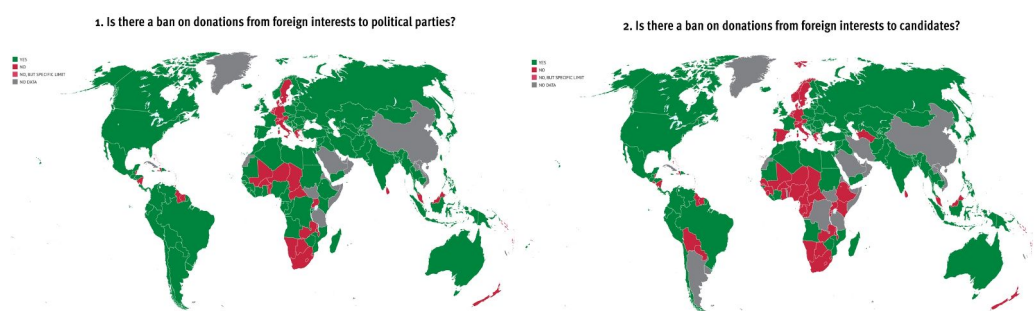 1. Is there a ban on donations from foreign interests to political parties?
YES
NO
NO, BUT SPECIFIC LIMIT
NO DATA
2. Is there a ban on donations from foreign interests to candidates?
YES
NO
NO, BUT SPECIFIC LIMIT
NO DATA